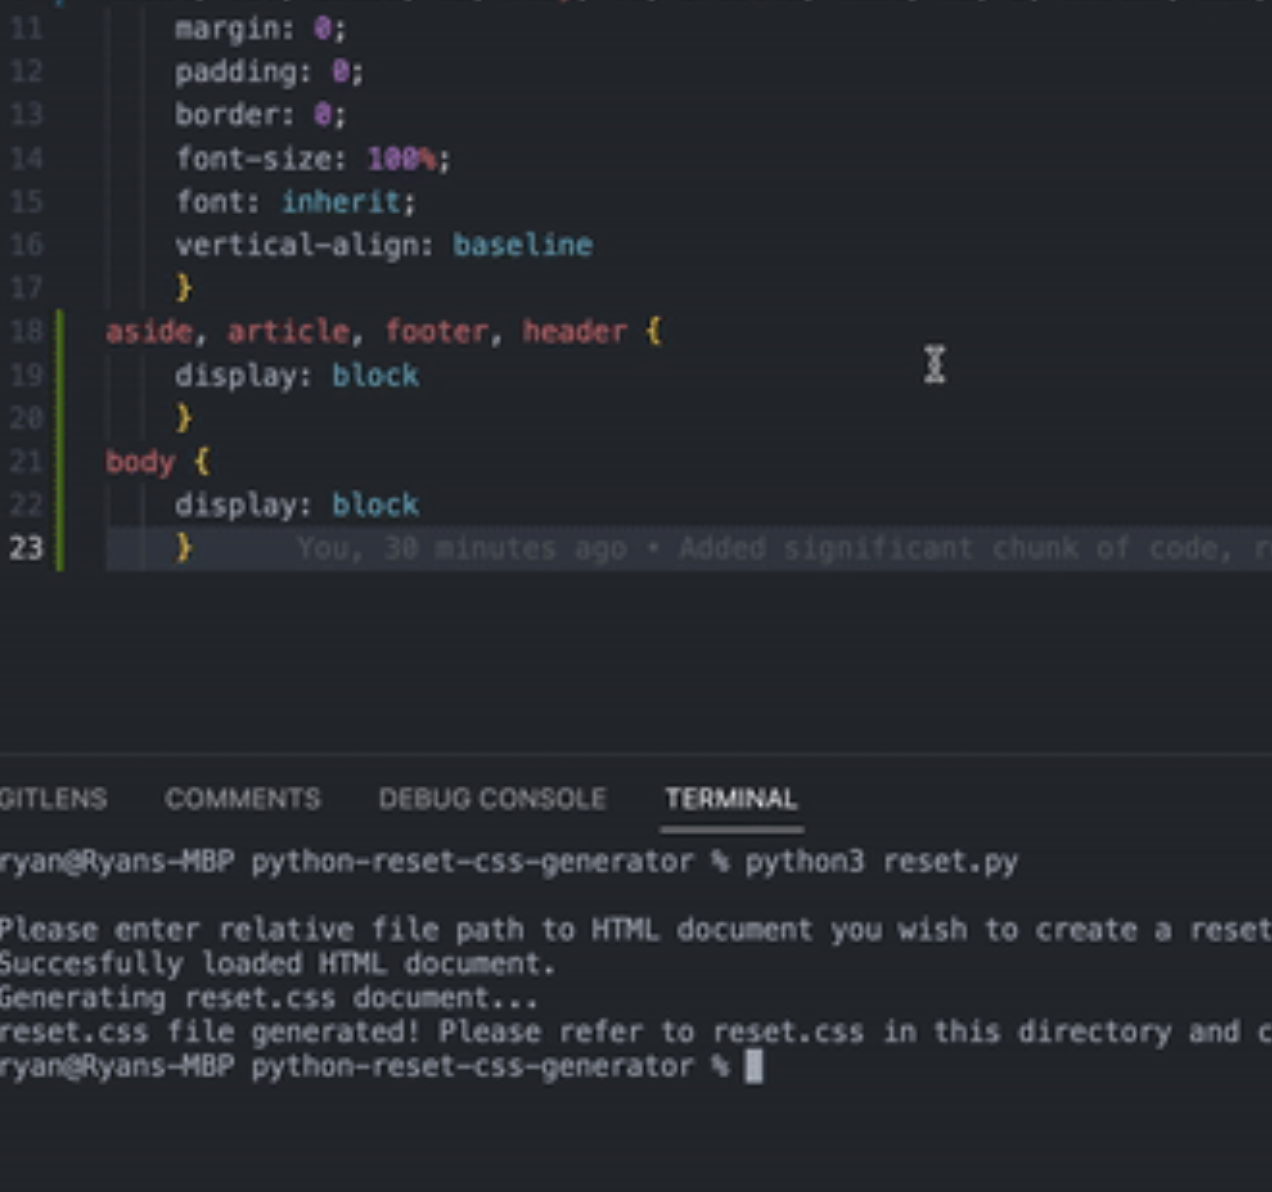 11 margin: 0;
12 padding: 0;
13 border: 0;
14 font-size: 100%;
15 font: inherit;
16 vertical-align: baseline
17 }
18 aside, article, footer, header {
19 display: block
20 }
21 body {
22 display: block
23 } You, 30 minutes ago • Added significant chunk of code,
GITLENS COMMENTS DEBUG CONSOLE TERMINAL
ryan@Ryans-MBP python-reset-css-generator % python3 reset.py
Please enter relative file path to HTML document you wish to create a reset
Succesfully loaded HTML document.
Generating reset.css document...
reset.css file generated! Please refer to reset.css in this directory and c
ryan@Ryans-MBP python-reset-css-generator %